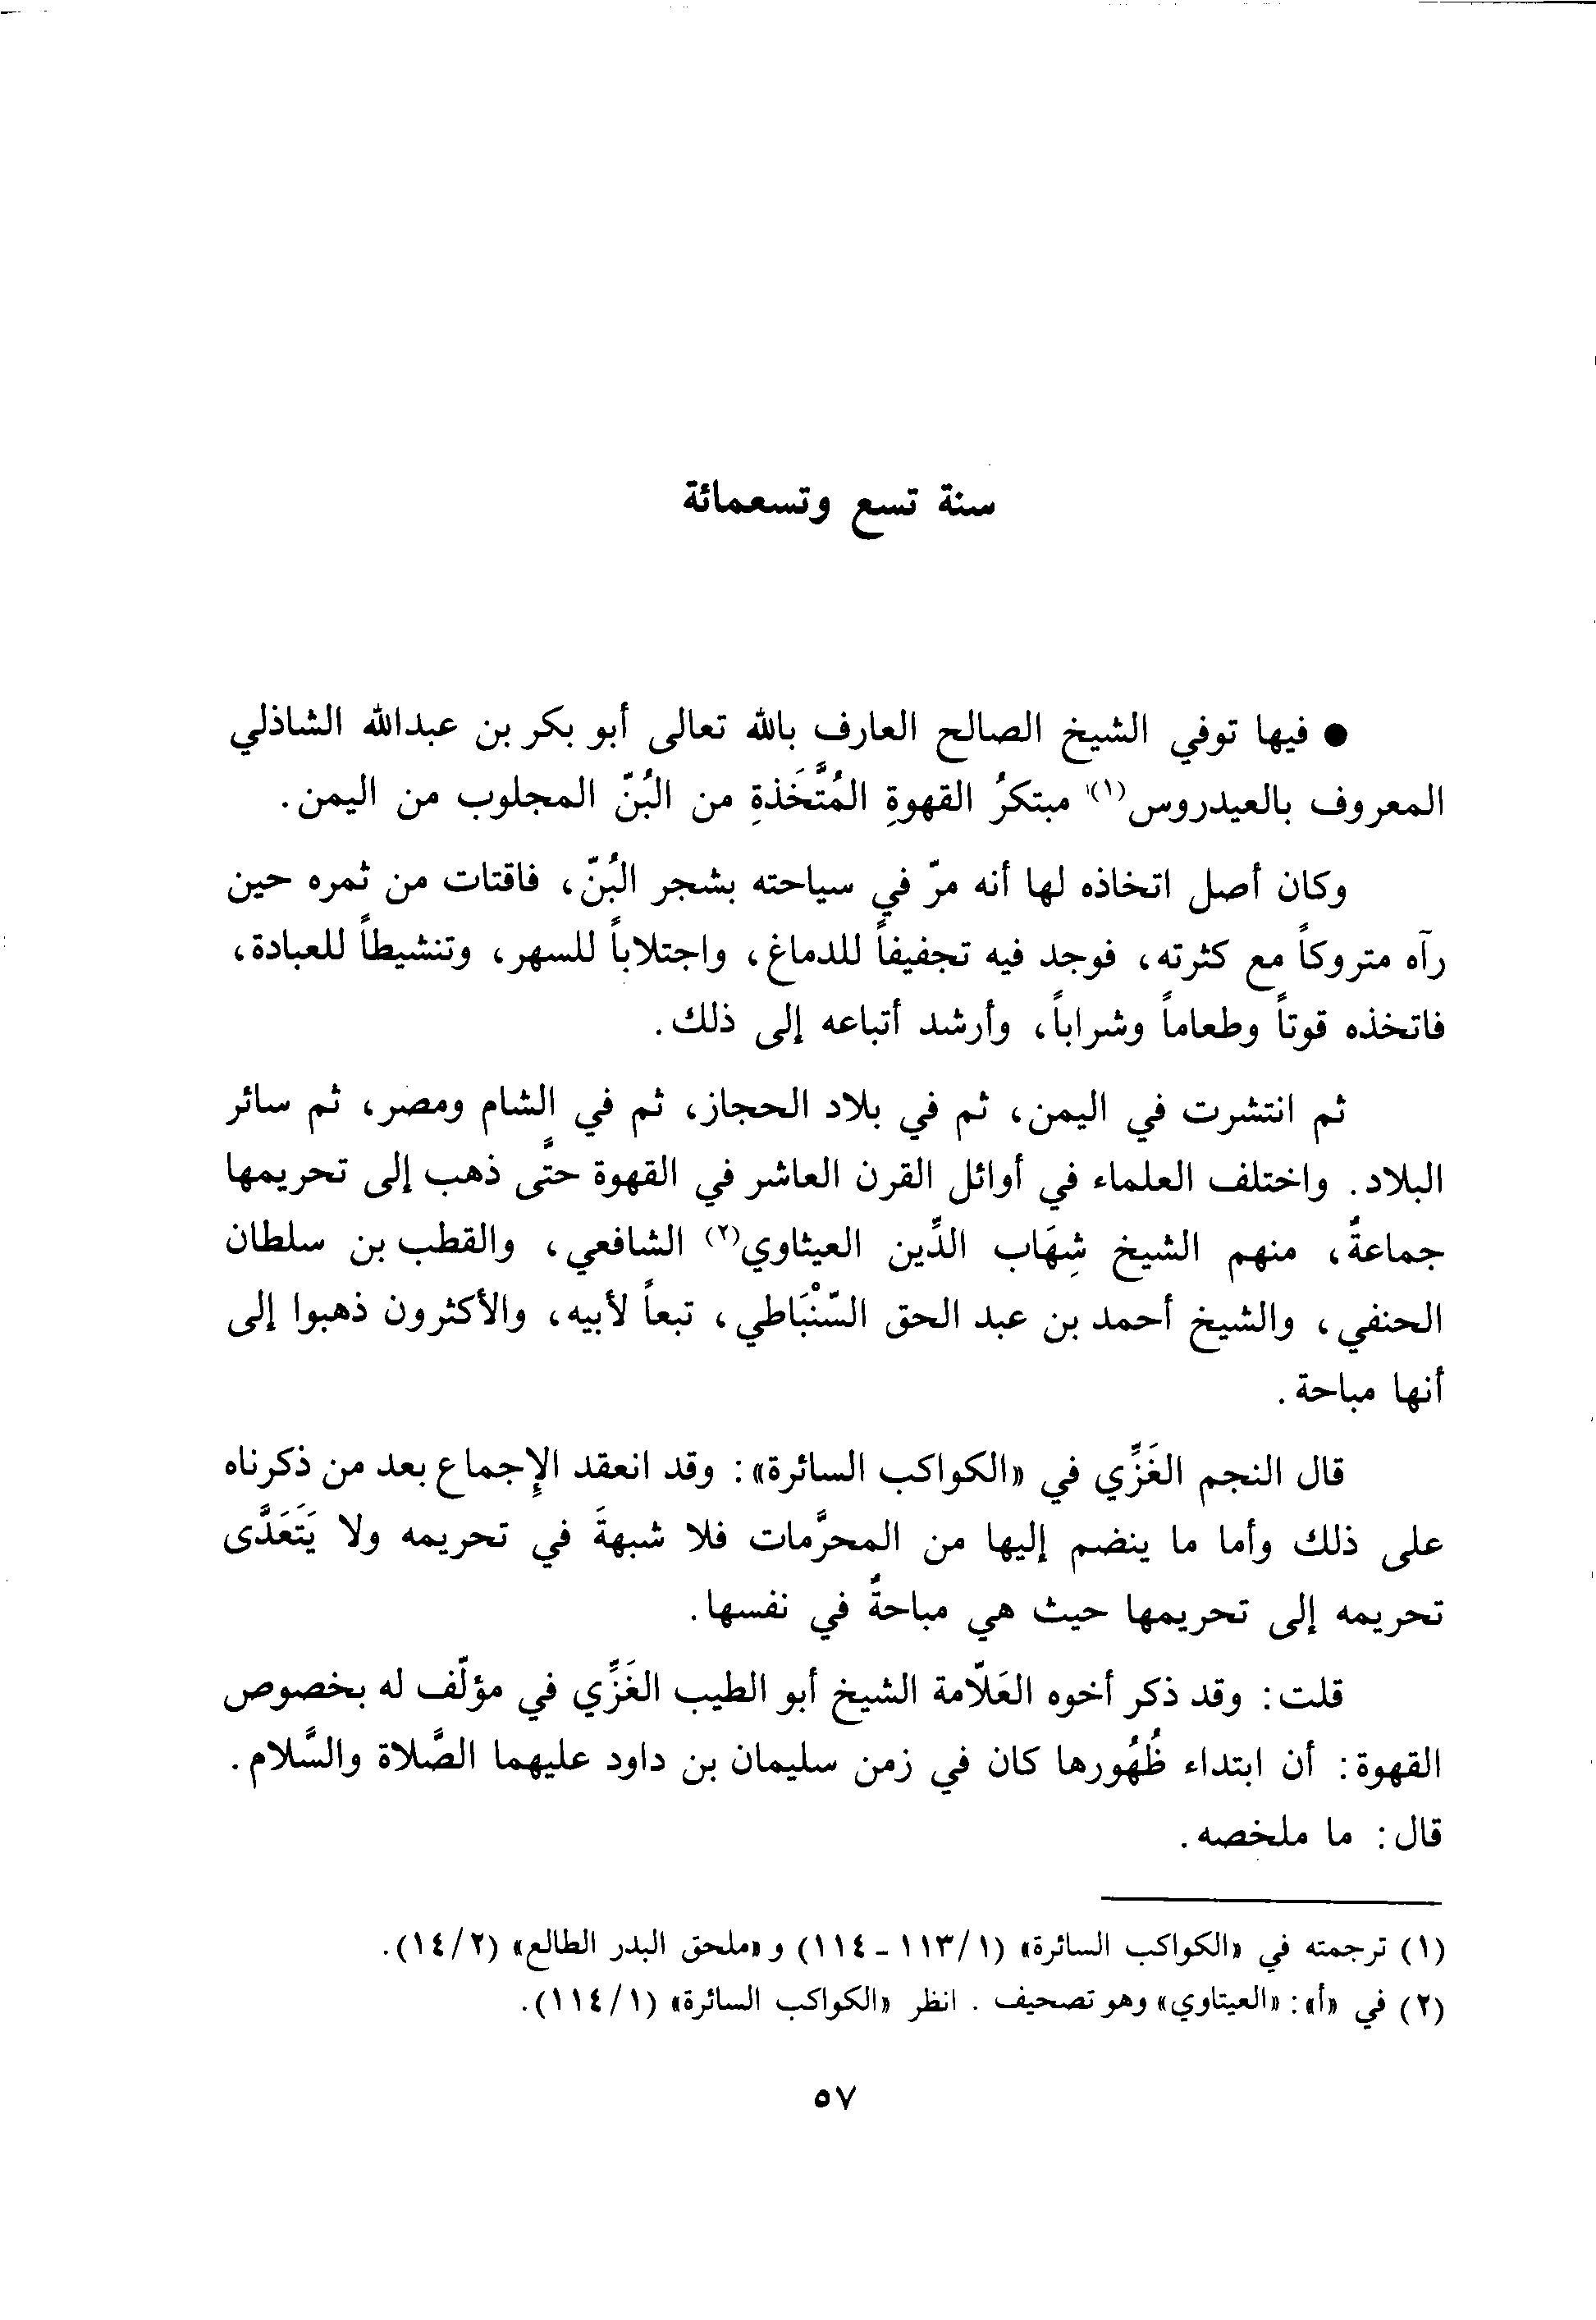 سنة تسع وتسعمائة
● فيها توفي الشيخ الصالح العارف بالله تعالى أبو بكر بن عبدالله الشاذلي
المعروف بالعيدروس(١) مبتكرُ القهوةِ المُتَّخَذةِ من البُنّ المجلوب من اليمن.
وكان أصل اتخاذه لها أنه مرّ في سياحته بشجر البُنّ، فاقتات من ثمره حين
رآه متروكاً مع كثرته، فوجد فيه تجفيفاً للدماغ، واجتلاباً للسهر، وتنشيطاً للعبادة،
فاتخذه قوتاً وطعاماً وشراباً، وأرشد أتباعه إلى ذلك.
ثم انتشرت في اليمن، ثم في بلاد الحجاز، ثم في الشام ومصر، ثم سائر
البلاد. واختلف العلماء في أوائل القرن العاشر في القهوة حتَّى ذهب إلى تحريمها
جماعةٌ، منهم الشيخ شِهَاب الدِّين العيثاوي(٢) الشافعي، والقطب بن سلطان
الحنفي، والشيخ أحمد بن عبد الحق السّنْبَاطي، تبعاً لأبيه، والأكثرون ذهبوا إلى
أنها مباحة.
قال النجم الغَزِّي في «الكواكب السائرة»: وقد انعقد الإِجماع بعد من ذكرناه
على ذلك وأما ما ينضم إليها من المحرَّمات فلا شبهةَ في تحريمه ولا يَتَعَدَّى
تحريمه إلى تحريمها حيث هي مباحةٌ في نفسها.
قلت: وقد ذكر أخوه العَلاّمة الشيخ أبو الطيب الغَزِّي في مؤلّف له بخصوص
القهوة: أن ابتداء ظُهُورها كان في زمن سليمان بن داود عليهما الصَّلاة والسَّلام.
قال: ما ملخصه.
(١) ترجمته في «الكواكب السائرة» (١/١١٣ - ١١٤) و«ملحق البدر الطالع» (٢/١٤).
(٢) في «أ»: «العيتاوي» وهو تصحيف. انظر «الكواكب السائرة» (١/١١٤).
٥٧